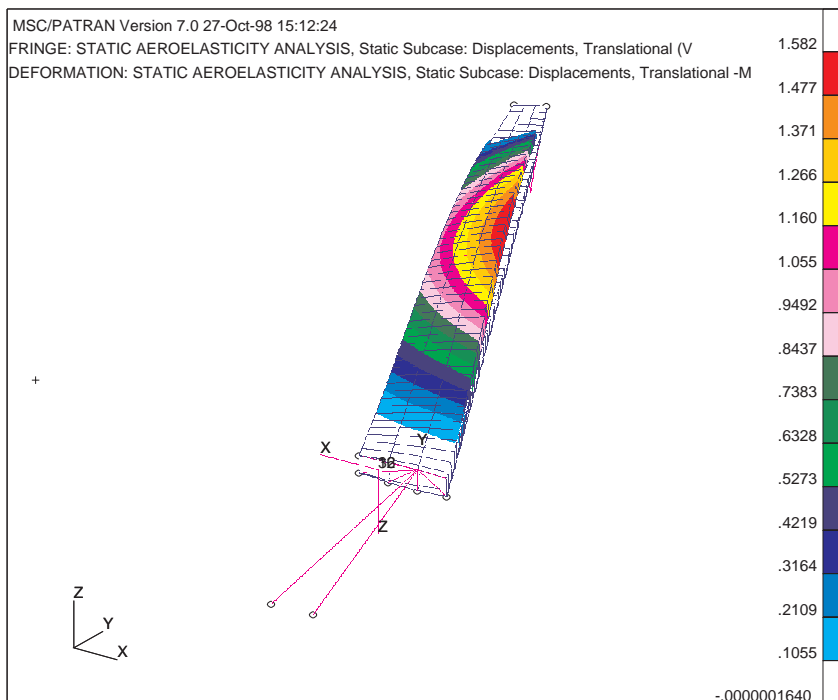 MSC/PATRAN Version 7.0 27-Oct-98 15:12:24
FRINGE: STATIC AEROELASTICITY ANALYSIS, Static Subcase: Displacements, Translational (V
DEFORMATION: STATIC AEROELASTICITY ANALYSIS, Static Subcase: Displacements, Translational -M
1.582
1.477
1.371
1.266
1.160
1.055
.9492
.8437
.7383
.6328
.5273
.4219
.3164
.2109
.1055
-.0000001640
Y
X
Z
Z
Y
X